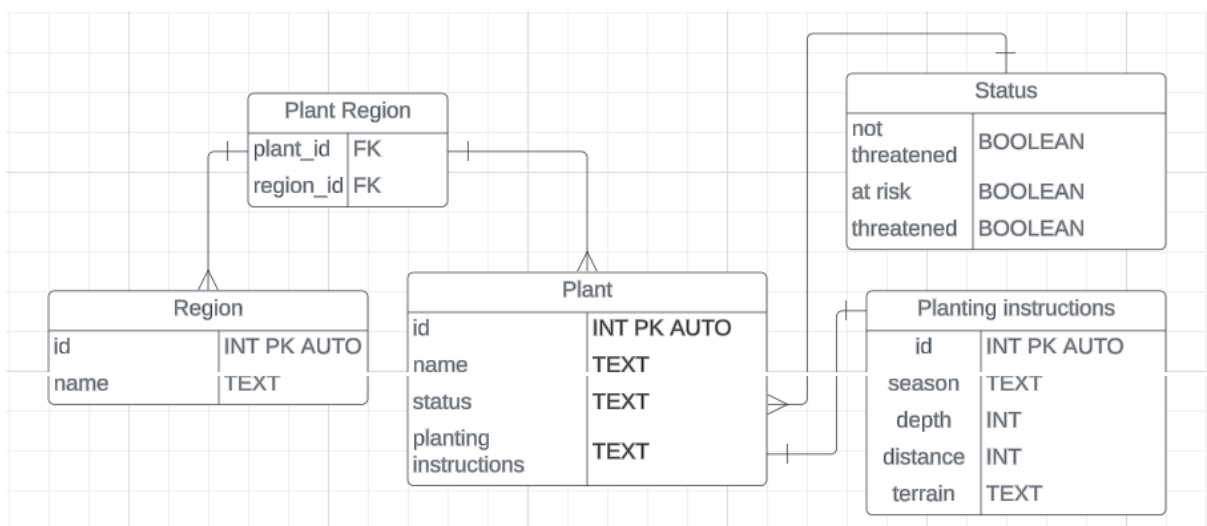 Plant Region
plant_id FK
region_id FK
Region
id INT PK AUTO
name TEXT
Plant
id INT PK AUTO
name TEXT
status TEXT
planting
instructions TEXT
Status
not
threatened BOOLEAN
at risk BOOLEAN
threatened BOOLEAN
Planting instructions
id INT PK AUTO
season TEXT
depth INT
distance INT
terrain TEXT